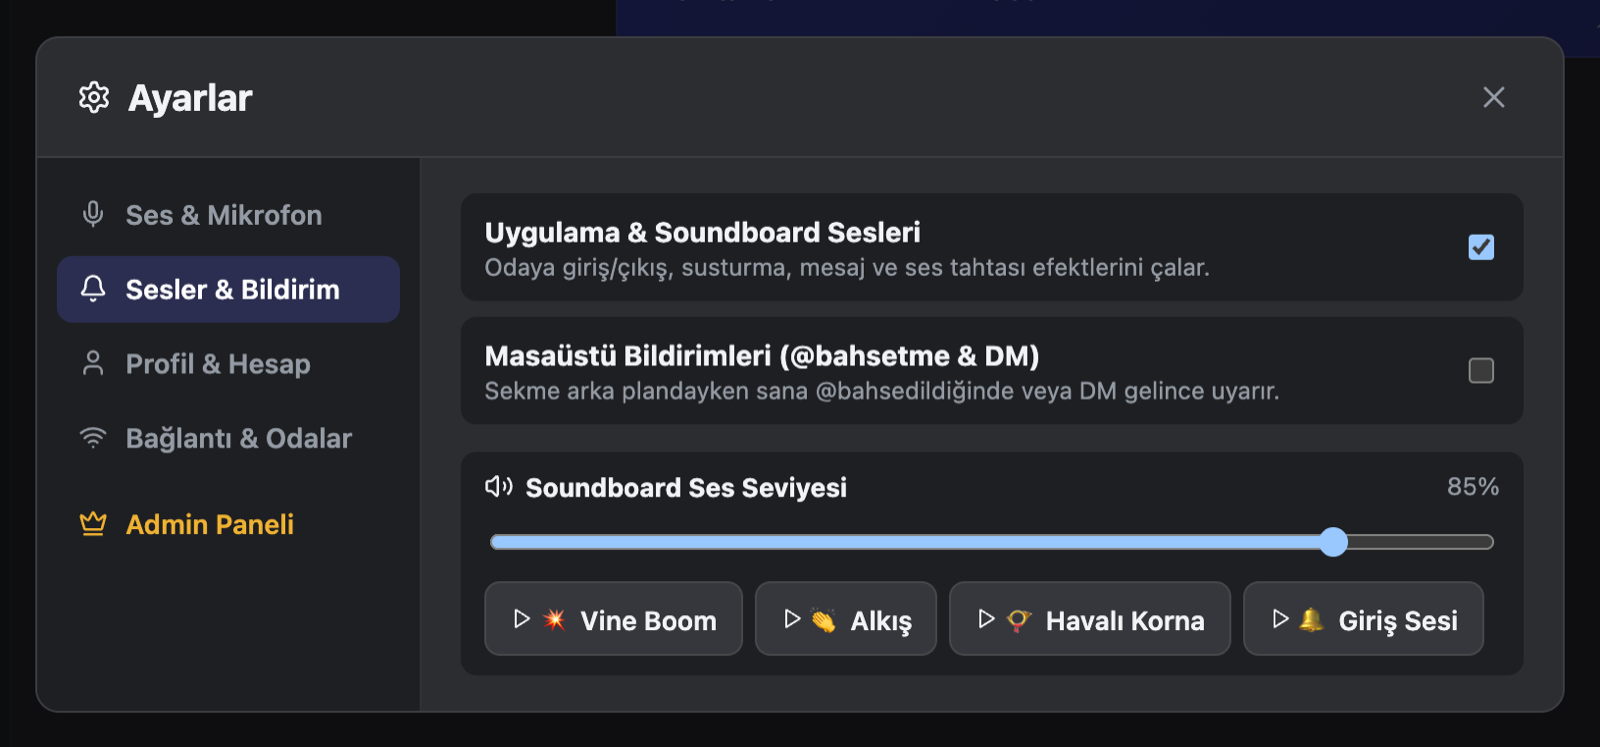 Ayarlar
Ses & Mikrofon
Sesler & Bildirim
Profil & Hesap
Bağlantı & Odalar
Admin Paneli
Uygulama & Soundboard Sesleri
Odaya giriş/çıkış, susturma, mesaj ve ses tahtası efektlerini çalar.
Masaüstü Bildirimleri (@bahsetme & DM)
Sekme arka plandayken sana @bahsedildiğinde veya DM gelince uyarır.
Soundboard Ses Seviyesi
85%
Vine Boom
Alkış
Havalı Korna
Giriş Sesi